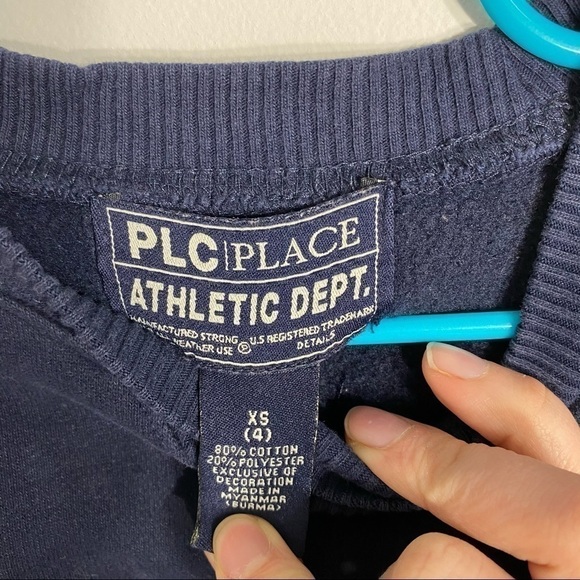 PLC PLACE
ATHLETIC DEPT.
MANUFACTURED STRONG U.S REGISTERED TRADEMARK
WEATHER USE ® DETAILS
XS
(4)
80% COTTON
20% POLYESTER
EXCLUSIVE OF
DECORATION
MADE IN
MYANMAR
(BURMA)